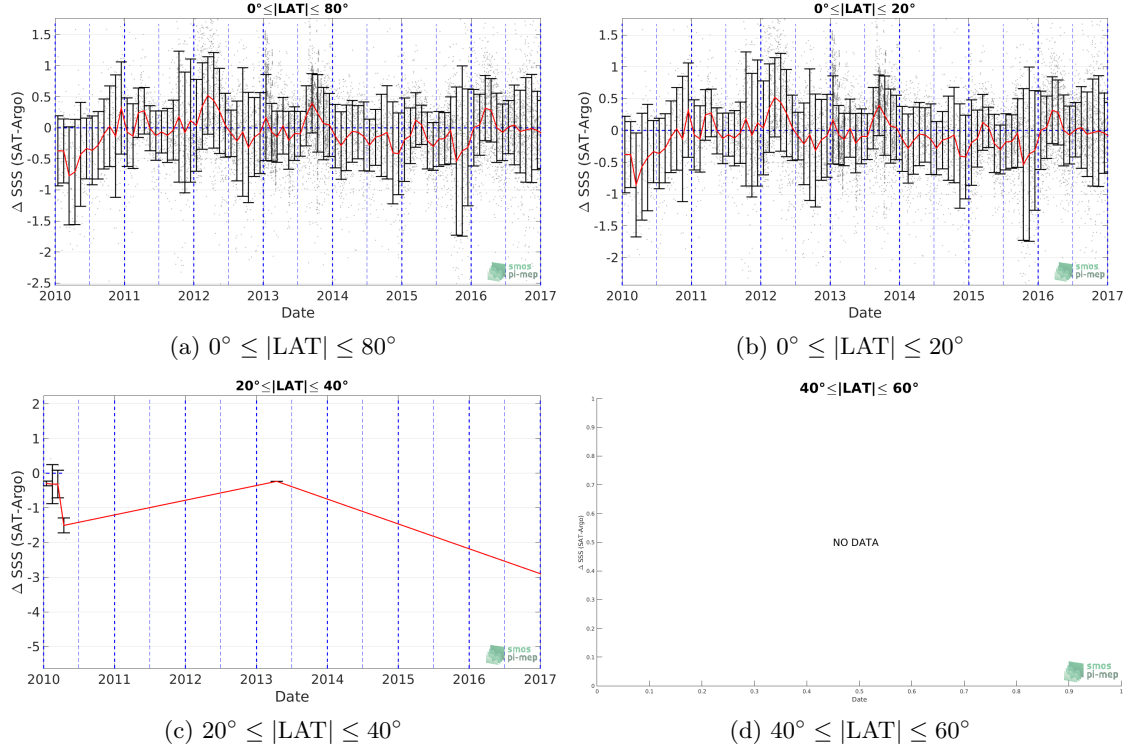 0°≤|LAT|≤ 80°
Δ SSS (SAT-Argo)
1.5
1
0.5
0
-0.5
-1
-1.5
-2
-2.5
2010 2011 2012 2013 2014 2015 2016 2017
Date
smos
pi-mep
(a) 0° ≤ |LAT| ≤ 80°
0°≤|LAT|≤ 20°
Δ SSS (SAT-Argo)
1.5
1
0.5
0
-0.5
-1
-1.5
-2
2010 2011 2012 2013 2014 2015 2016 2017
Date
smos
pi-mep
(b) 0° ≤ |LAT| ≤ 20°
20°≤|LAT|≤ 40°
Δ SSS (SAT-Argo)
2
1
0
-1
-2
-3
-4
-5
2010 2011 2012 2013 2014 2015 2016 2017
Date
smos
pi-mep
(c) 20° ≤ |LAT| ≤ 40°
40°≤|LAT|≤ 60°
Δ SSS (SAT-Argo)
1
0.9
0.8
0.7
0.6
0.5
0.4
0.3
0.2
0.1
0
NO DATA
0 0.1 0.2 0.3 0.4 0.5 0.6 0.7 0.8 0.9 1
Date
smos
pi-mep
(d) 40° ≤ |LAT| ≤ 60°